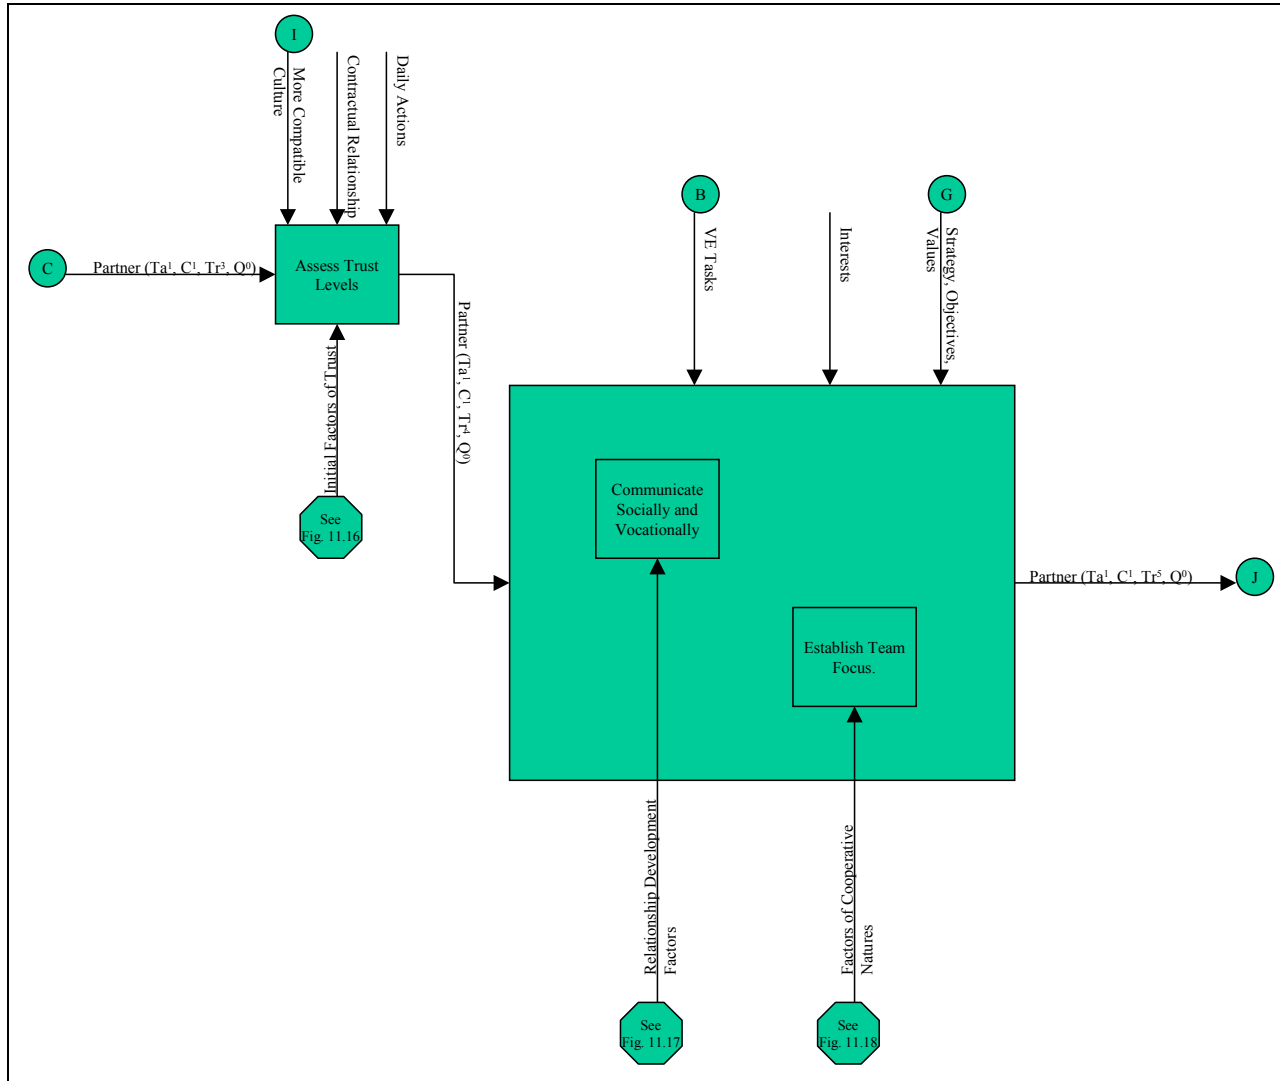 I
More Compatible
Culture
Contractual Relationship
Daily Actions
C
Partner (Ta¹, C¹, Tr³, Q⁰)
Assess Trust
Levels
Initial Factors of Trust
See
Fig. 11.16
Partner (Ta¹, C¹, Tr⁴, Q⁰)
B
VE Tasks
Interests
G
Strategy, Objectives,
Values
Communicate
Socially and
Vocationally
Establish Team
Focus.
Partner (Ta¹, C¹, Tr⁵, Q⁰)
J
Relationship Development
Factors
See
Fig. 11.17
Factors of Cooperative
Natures
See
Fig. 11.18